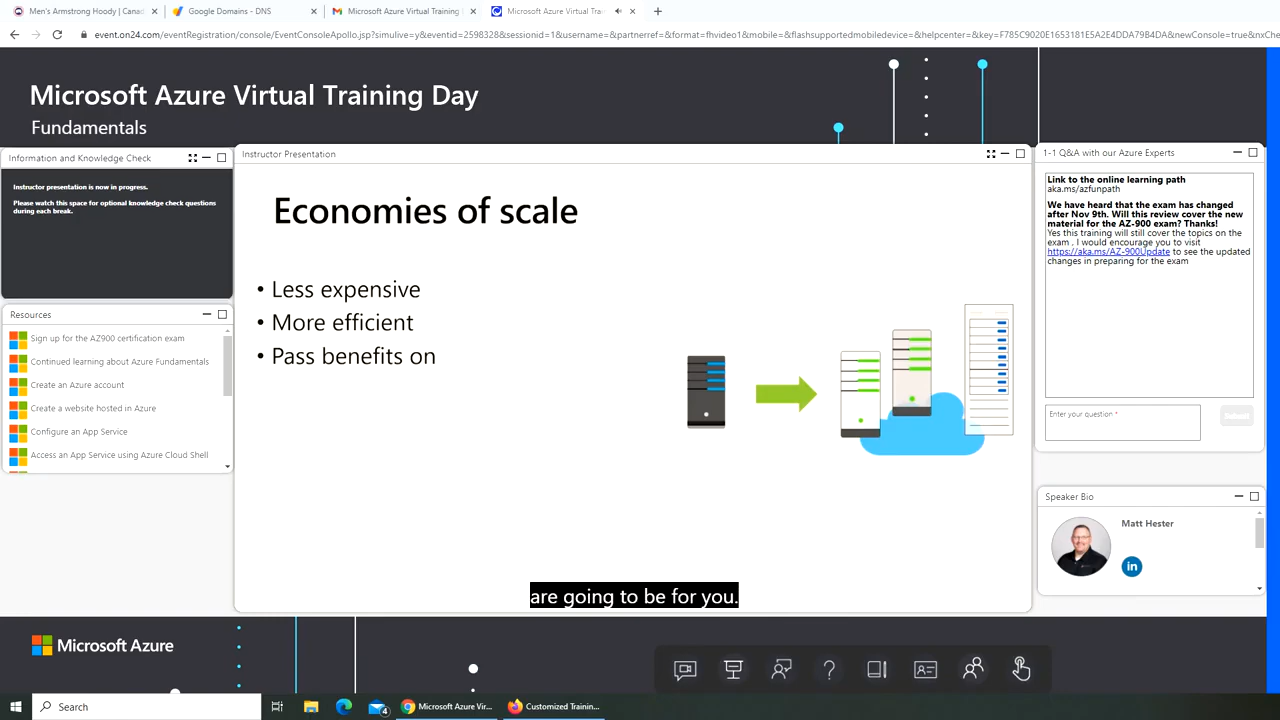 Men's Armstrong Hoody | Canad
Google Domains - DNS
Microsoft Azure Virtual Training
Microsoft Azure Virtual Trai
event.on24.com/eventRegistration/console/EventConsoleApollo.jsp?simulive=y&eventid=2598328&sessionid=1&username=&partnerref=&format=fhvideo1&mobile=&flashsupportedmobiledevice=&helpcenter=&key=F785C9020E1653181E5A2E4DDA79B4DA&newConsole=true&nxChe
Microsoft Azure Virtual Training Day
Fundamentals
Information and Knowledge Check
Instructor presentation is now in progress.
Please watch this space for optional knowledge check questions
during each break.
Resources
Sign up for the AZ900 certification exam
Continued learning about Azure Fundamentals
Create an Azure account
Create a website hosted in Azure
Configure an App Service
Access an App Service using Azure Cloud Shell
Instructor Presentation
Economies of scale
• Less expensive
• More efficient
• Pass benefits on
are going to be for you.
1-1 Q&A with our Azure Experts
Link to the online learning path
aka.ms/azfunpath
We have heard that the exam has changed
after Nov 9th. Will this review cover the new
material for the AZ-900 exam? Thanks!
Yes this training will still cover the topics on the
exam , I would encourage you to visit
https://aka.ms/AZ-900Update to see the updated
changes in preparing for the exam
Enter your question *
Submit
Speaker Bio
Matt Hester
in
Microsoft Azure
Search
4
Microsoft Azure Vir...
Customized Trainin...